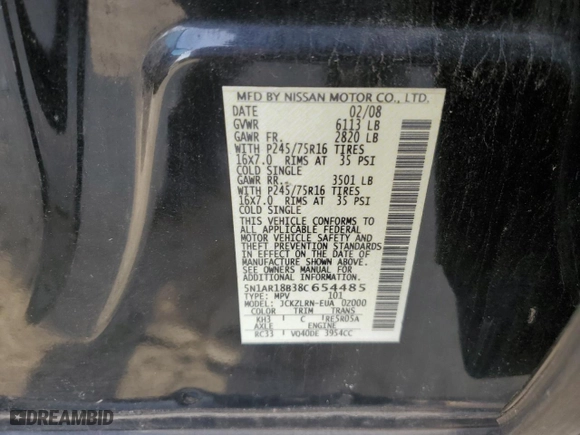 MFD BY NISSAN MOTOR CO., LTD.
DATE 02/08
GVWR 6113 LB
GAWR FR. 2820 LB
WITH P245/75R16 TIRES
16X7.0 RIMS AT 35 PSI
COLD SINGLE
GAWR RR. 3501 LB
WITH P245/75R16 TIRES
16X7.0 RIMS AT 35 PSI
COLD SINGLE
THIS VEHICLE CONFORMS TO
ALL APPLICABLE FEDERAL
MOTOR VEHICLE SAFETY AND
THEFT PREVENTION STANDARDS
IN EFFECT ON THE DATE OF
MANUFACTURE SHOWN ABOVE.
SEE OWNERS MANUAL FOR
ADDITIONAL INFORMATION.
5N1AR18B38C654485
TYPE: MPV 101
MODEL: JCKZLRN-EUA 02000
COLOR TRIM TRANS
KH3 C RE5R05A
AXLE ENGINE
RC33 VQ40DE 3954CC
DREAMBID